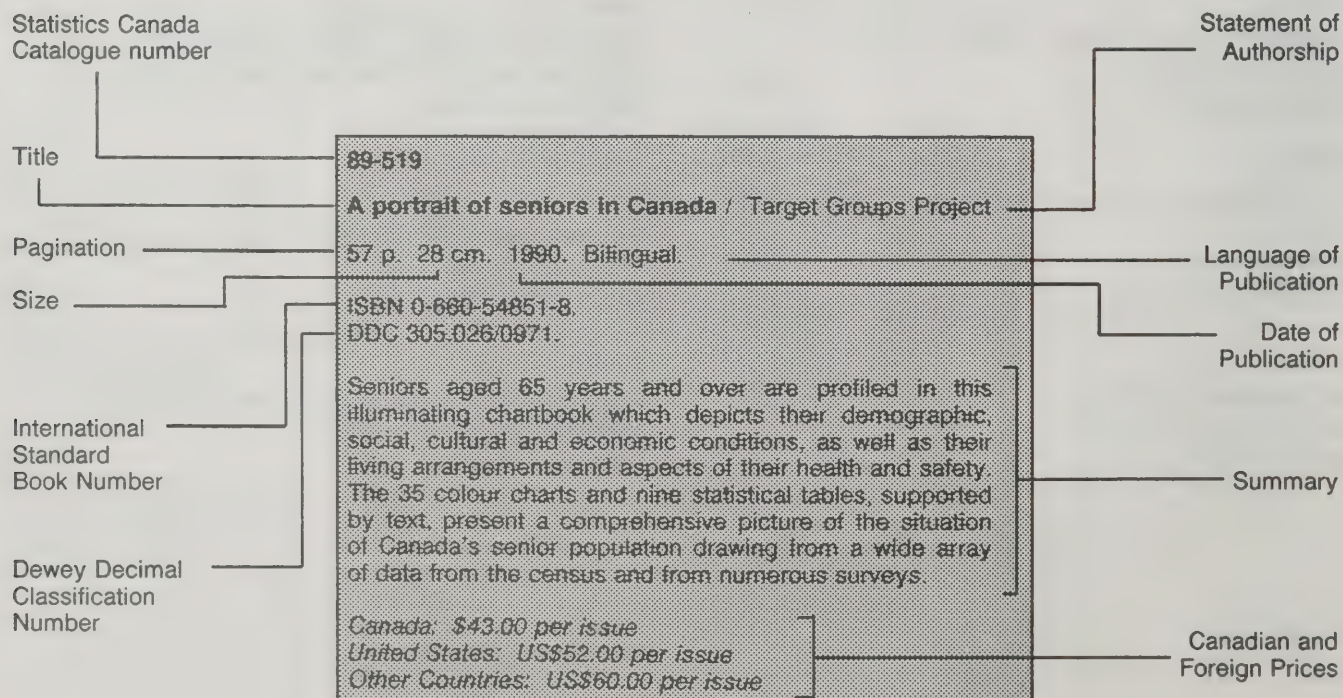 Statistics Canada
Catalogue number
Statement of
Authorship
Title
89-519
A portrait of seniors in Canada / Target Groups Project
Pagination
57 p. 28 cm. 1990. Bilingual.
Language of
Publication
Size
ISBN 0-660-54851-8.
DDC 305.026/0971.
Date of
Publication
Seniors aged 65 years and over are profiled in this
illuminating chartbook which depicts their demographic,
social, cultural and economic conditions, as well as their
living arrangements and aspects of their health and safety.
The 35 colour charts and nine statistical tables, supported
by text, present a comprehensive picture of the situation
of Canada's senior population drawing from a wide array
of data from the census and from numerous surveys.
International
Standard
Book Number
Summary
Dewey Decimal
Classification
Number
Canada: $43.00 per issue
United States: US$52.00 per issue
Other Countries: US$60.00 per issue
Canadian and
Foreign Prices